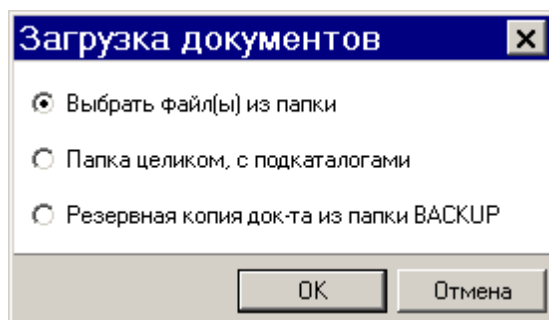 Загрузка документов
Выбрать файл(ы) из папки
Папка целиком, с подкаталогами
Резервная копия док-та из папки BACKUP
OK
Отмена